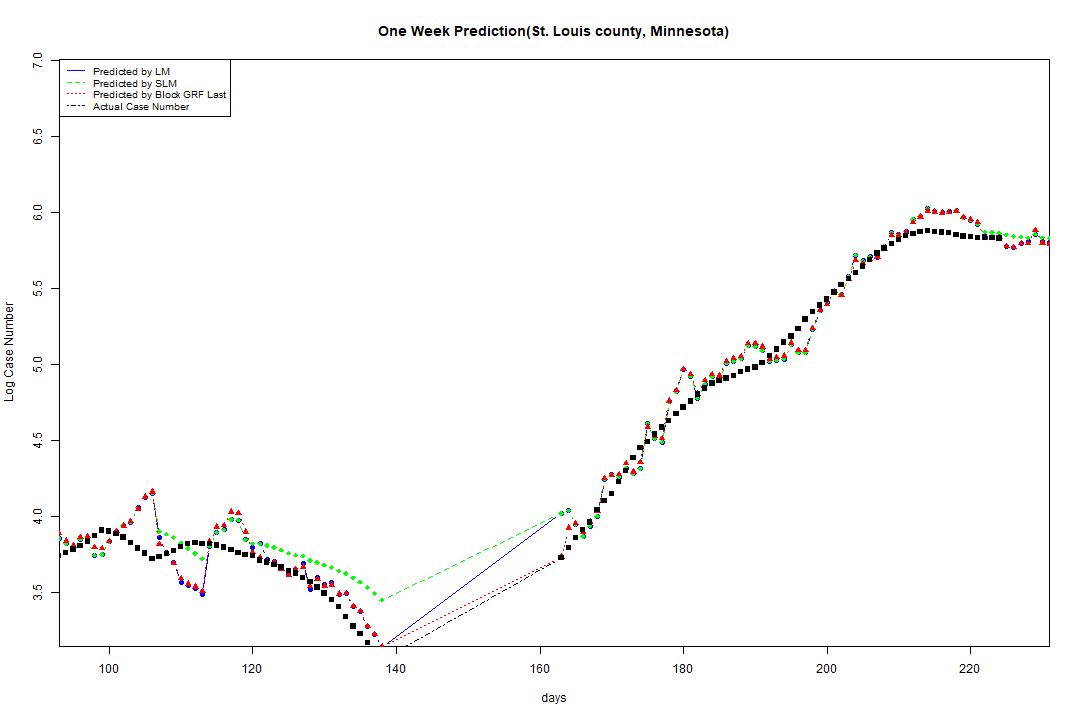 One Week Prediction(St. Louis county, Minnesota)
Predicted by LM
Predicted by SLM
Predicted by Block GRF Last
Actual Case Number
Log Case Number
7.0
6.5
6.0
5.5
5.0
4.5
4.0
3.5
100 120 140 160 180 200 220
days